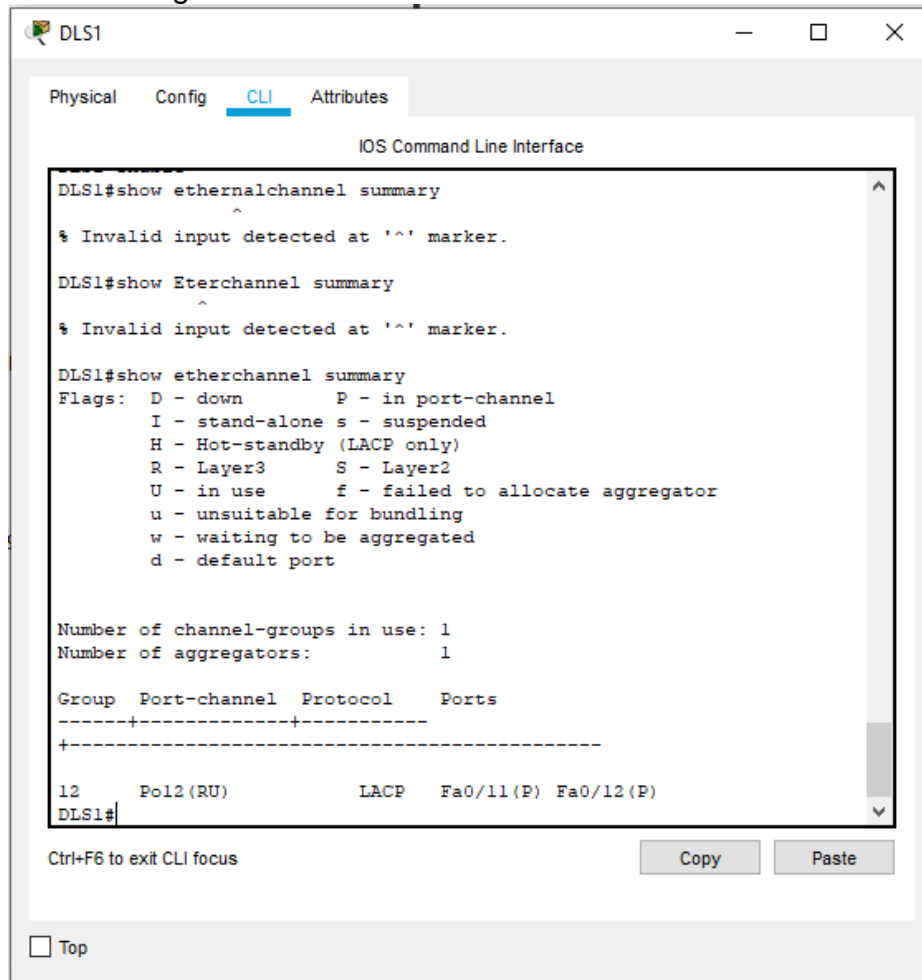 DLS1
Physical Config CLI Attributes
IOS Command Line Interface
DLS1#show ethernalchannel summary
^
% Invalid input detected at '^' marker.
DLS1#show Eterchannel summary
^
% Invalid input detected at '^' marker.
DLS1#show etherchannel summary
Flags: D - down P - in port-channel
I - stand-alone s - suspended
H - Hot-standby (LACP only)
R - Layer3 S - Layer2
U - in use f - failed to allocate aggregator
u - unsuitable for bundling
w - waiting to be aggregated
d - default port
Number of channel-groups in use: 1
Number of aggregators: 1
Group Port-channel Protocol Ports
------+-------------+-----------
+----------------------------------------------
12 Po12(RU) LACP Fa0/11(P) Fa0/12(P)
DLS1#
Ctrl+F6 to exit CLI focus
Copy Paste
Top